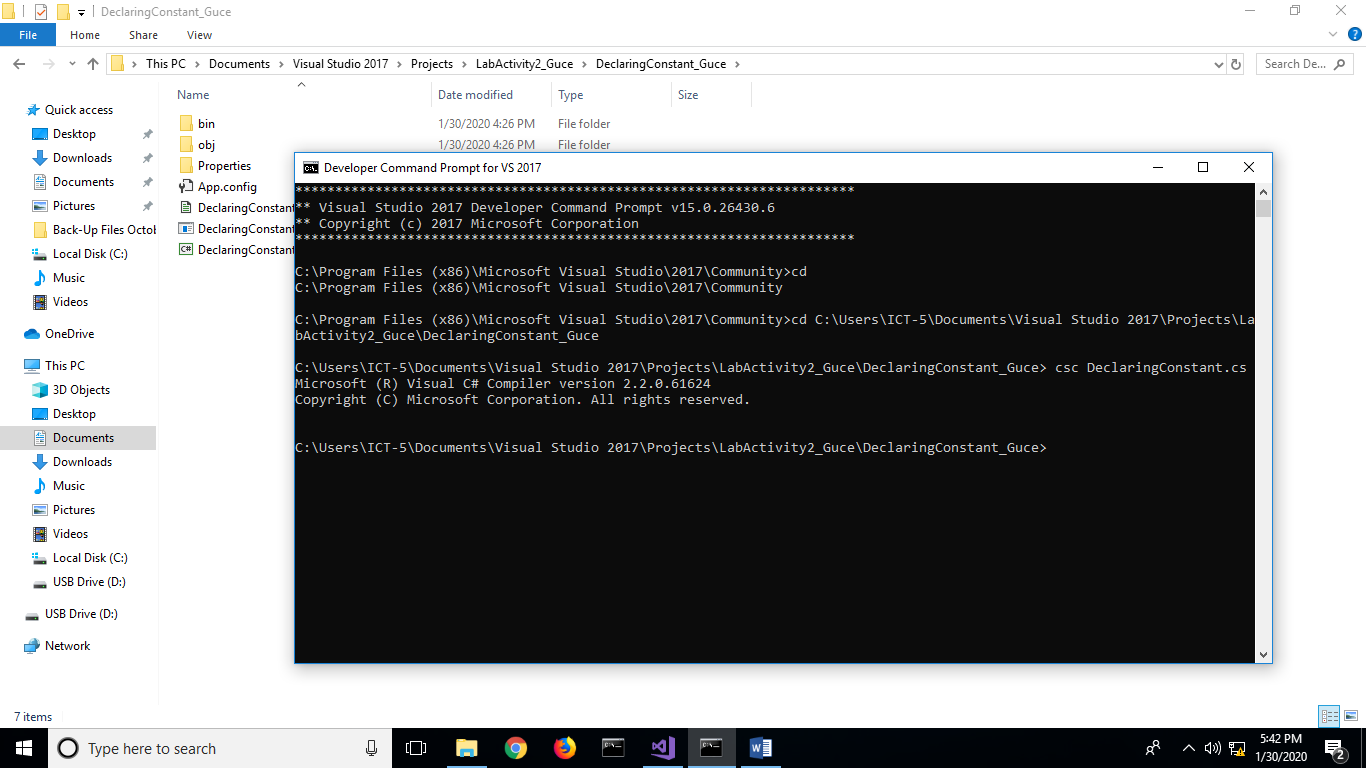 DeclaringConstant_Guce
File Home Share View
This PC Documents Visual Studio 2017 Projects LabActivity2_Guce DeclaringConstant_Guce
Search De...
Name Date modified Type Size
Quick access
Desktop
Downloads
Documents
Pictures
Back-Up Files Octob
Local Disk (C:)
Music
Videos
OneDrive
This PC
3D Objects
Desktop
Documents
Downloads
Music
Pictures
Videos
Local Disk (C:)
USB Drive (D:)
USB Drive (D:)
Network
bin 1/30/2020 4:26 PM File folder
obj 1/30/2020 4:26 PM File folder
Properties
App.config
DeclaringConstant
DeclaringConstant
DeclaringConstant
Developer Command Prompt for VS 2017
**********************************************************************
** Visual Studio 2017 Developer Command Prompt v15.0.26430.6
** Copyright (c) 2017 Microsoft Corporation
**********************************************************************
C:\Program Files (x86)\Microsoft Visual Studio\2017\Community>cd
C:\Program Files (x86)\Microsoft Visual Studio\2017\Community
C:\Program Files (x86)\Microsoft Visual Studio\2017\Community>cd C:\Users\ICT-5\Documents\Visual Studio 2017\Projects\La
bActivity2_Guce\DeclaringConstant_Guce
C:\Users\ICT-5\Documents\Visual Studio 2017\Projects\LabActivity2_Guce\DeclaringConstant_Guce> csc DeclaringConstant.cs
Microsoft (R) Visual C# Compiler version 2.2.0.61624
Copyright (C) Microsoft Corporation. All rights reserved.
C:\Users\ICT-5\Documents\Visual Studio 2017\Projects\LabActivity2_Guce\DeclaringConstant_Guce>
7 items
Type here to search
5:42 PM
1/30/2020
2